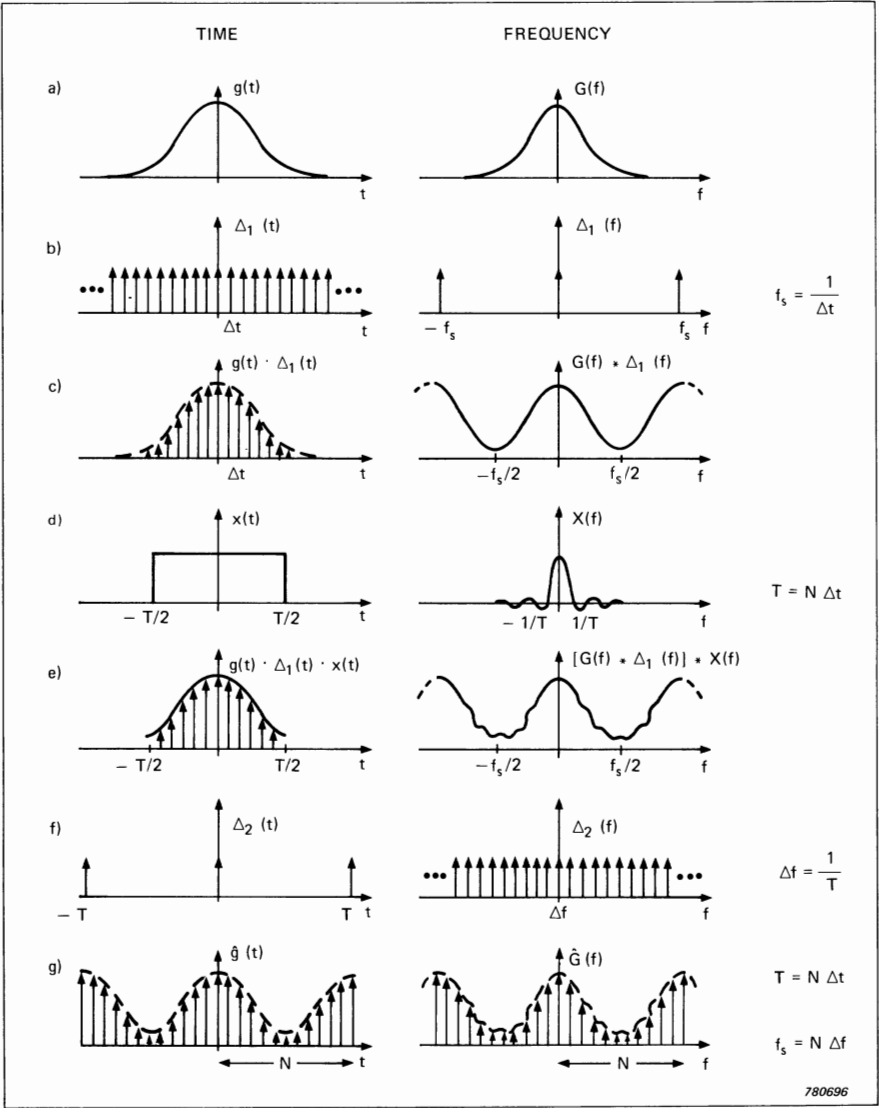 TIME FREQUENCY
a) g(t) G(f)
t f
b) Δ₁ (t) Δ₁ (f)
fₛ = 1/Δt
Δt t − fₛ fₛ f
c) g(t) · Δ₁ (t) G(f) * Δ₁ (f)
Δt t −fₛ/2 fₛ/2 f
d) x(t) X(f)
T = N Δt
− T/2 T/2 t − 1/T 1/T f
e) g(t) · Δ₁ (t) · x(t) [G(f) * Δ₁ (f)] * X(f)
− T/2 T/2 t −fₛ/2 fₛ/2 f
f) Δ₂ (t) Δ₂ (f)
Δf = 1/T
− T T t Δf f
g) ĝ (t) Ĝ (f)
T = N Δt
fₛ = N Δf
N t N f
780696